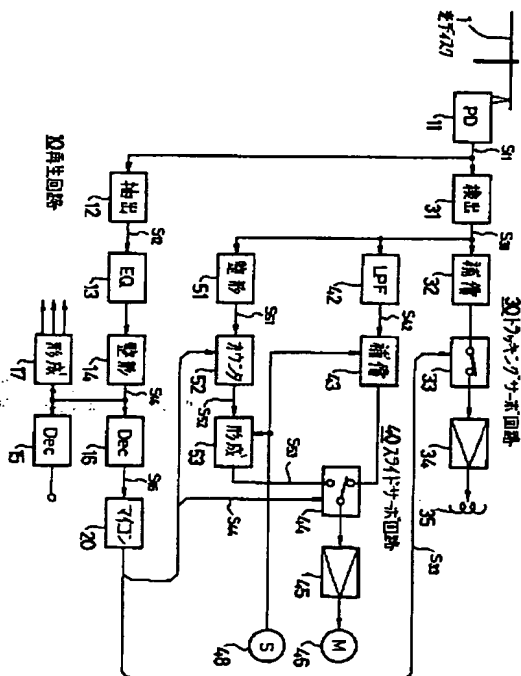 1
光ディスク
PD
11
S11
検出
31
S31
補償
32
30トラッキングサーボ回路
33
34
35
S33
LPF
42
S42
補償
43
40スライドサーボ回路
整形
51
S51
カウンタ
52
S52
形成
53
S53
44
S44
45
M
46
S
48
10再生回路
抽出
12
S12
EQ
13
整形
14
S14
形成
17
Dec
15
Dec
16
S16
マイコン
20